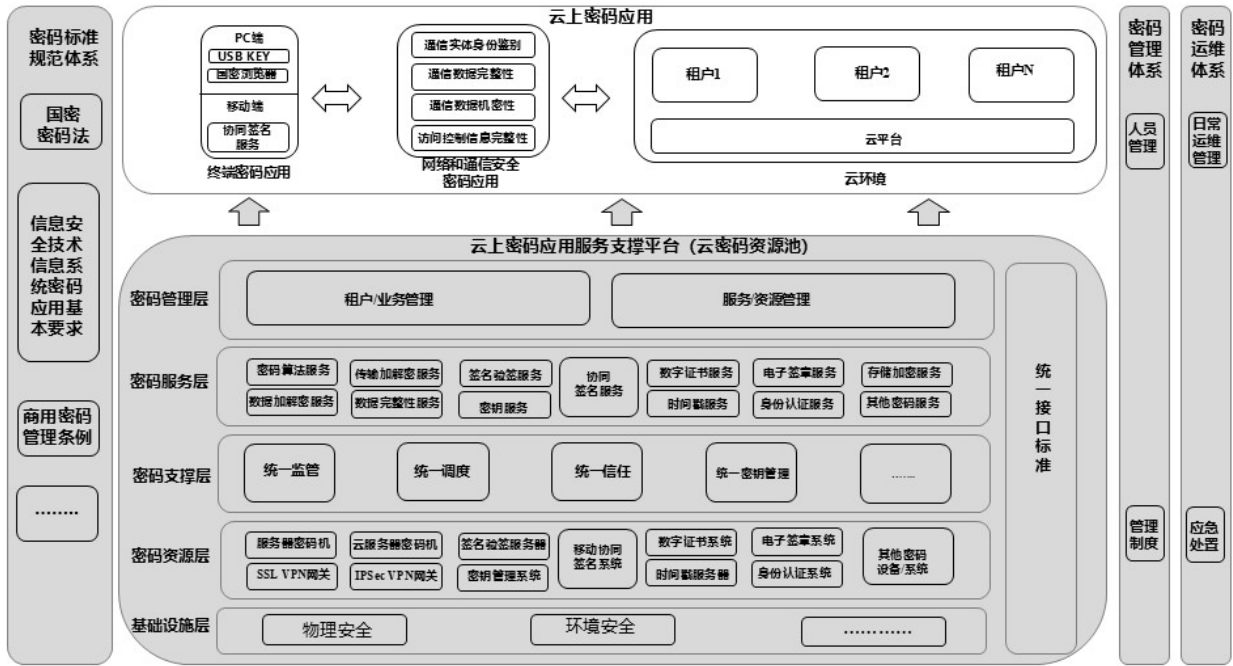 密码标准
规范体系
国密
密码法
信息安
全技术
信息系
统密码
应用基
本要求
商用密码
管理条例
........
云上密码应用
PC端
USB KEY
国密浏览器
移动端
协同签名
服务
终端密码应用
通信实体身份鉴别
通信数据完整性
通信数据机密性
访问控制信息完整性
网络和通信安全
密码应用
租户1
租户2
租户N
云平台
云环境
云上密码应用服务支撑平台（云密码资源池）
密码管理层
租户/业务管理
服务/资源管理
密码服务层
密码算法服务
传输加解密服务
签名验签服务
协同
签名服务
数字证书服务
电子签章服务
存储加密服务
数据加解密服务
数据完整性服务
密钥服务
时间戳服务
身份认证服务
其他密码服务
密码支撑层
统一监管
统一调度
统一信任
统一密钥管理
......
密码资源层
服务器密码机
云服务器密码机
签名验签服务器
移动协同
签名系统
数字证书系统
电子签章系统
其他密码
设备/系统
SSL VPN网关
IPSec VPN网关
密钥管理系统
时间戳服务器
身份认证系统
基础设施层
物理安全
环境安全
............
统一接口标准
密码
管理
体系
人员
管理
管理
制度
密码
运维
体系
日常
运维
管理
应急
处置